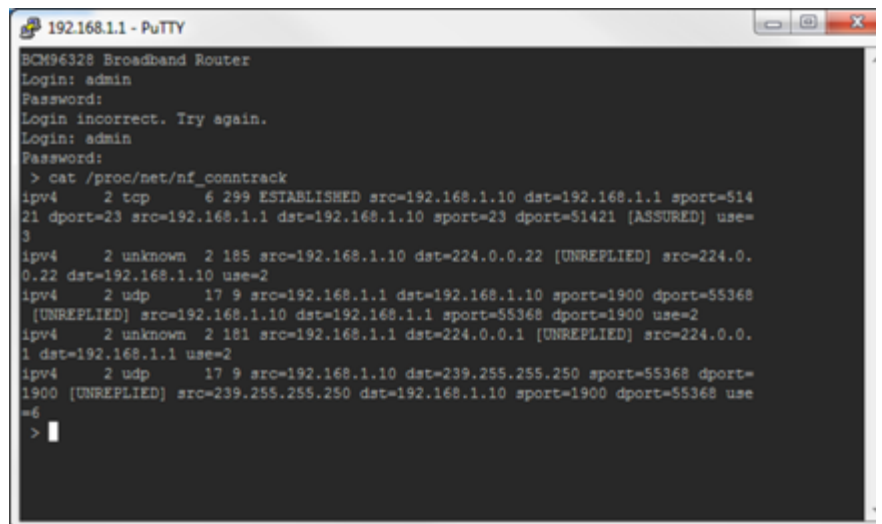 192.168.1.1 - PuTTY
BCM96328 Broadband Router
Login: admin
Password:
Login incorrect. Try again.
Login: admin
Password:
 > cat /proc/net/nf_conntrack
ipv4     2 tcp      6 299 ESTABLISHED src=192.168.1.10 dst=192.168.1.1 sport=514
21 dport=23 src=192.168.1.1 dst=192.168.1.10 sport=23 dport=51421 [ASSURED] use=
3
ipv4     2 unknown  2 185 src=192.168.1.10 dst=224.0.0.22 [UNREPLIED] src=224.0.
0.22 dst=192.168.1.10 use=2
ipv4     2 udp      17 9 src=192.168.1.1 dst=192.168.1.10 sport=1900 dport=55368
 [UNREPLIED] src=192.168.1.10 dst=192.168.1.1 sport=55368 dport=1900 use=2
ipv4     2 unknown  2 181 src=192.168.1.1 dst=224.0.0.1 [UNREPLIED] src=224.0.0.
1 dst=192.168.1.1 use=2
ipv4     2 udp      17 9 src=192.168.1.10 dst=239.255.255.250 sport=55368 dport=
1900 [UNREPLIED] src=239.255.255.250 dst=192.168.1.10 sport=1900 dport=55368 use
=6
 >